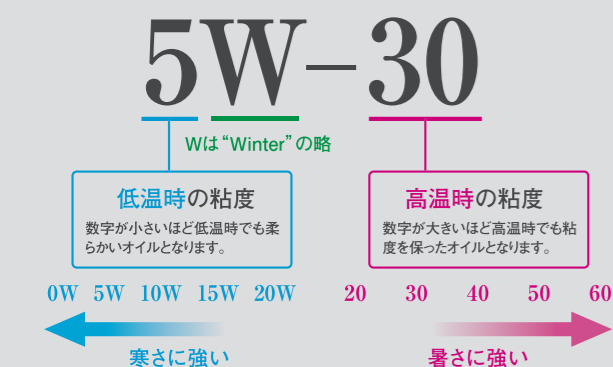 5W−30
Wは“Winter”の略
低温時の粘度
数字が小さいほど低温時でも柔
らかいオイルとなります。
高温時の粘度
数字が大きいほど高温時でも粘
度を保ったオイルとなります。
0W 5W 10W 15W 20W
20 30 40 50 60
寒さに強い
暑さに強い